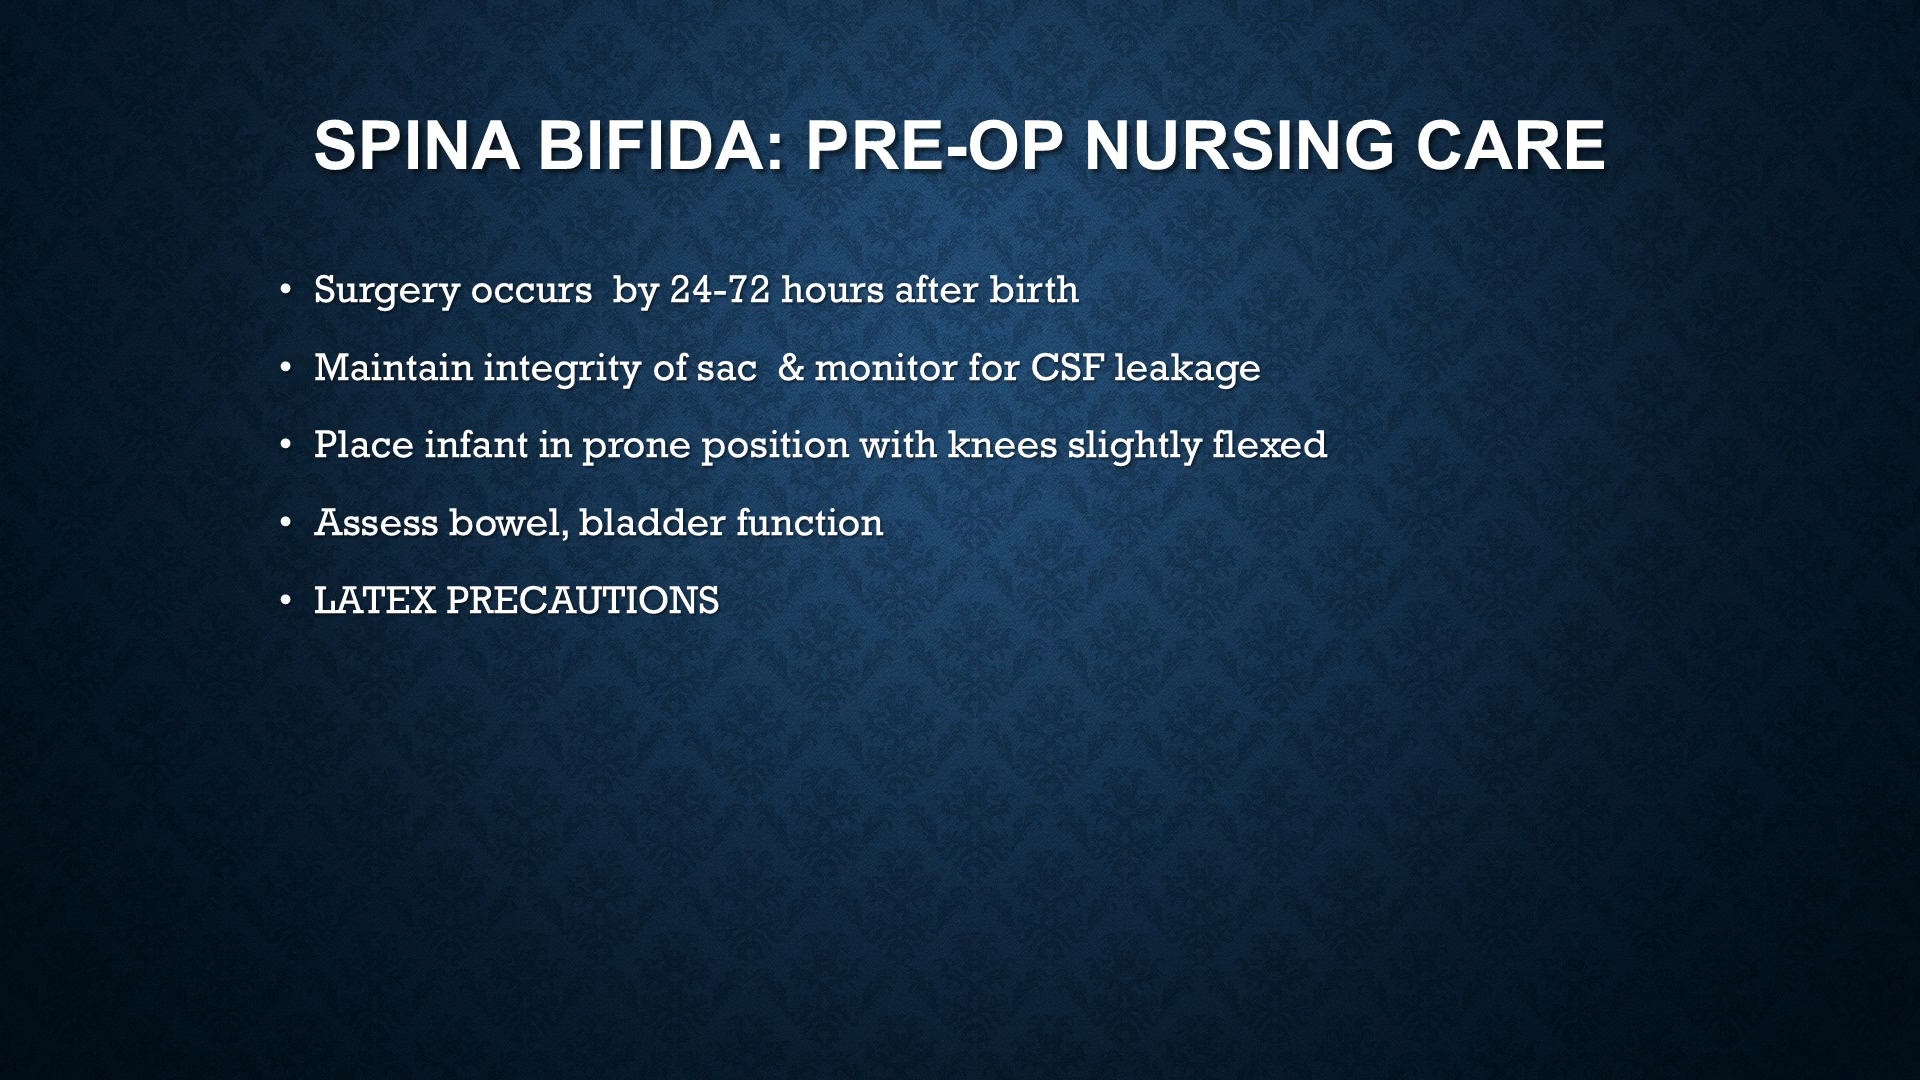 SPINA BIFIDA: PRE-OP NURSING CARE
• Surgery occurs  by 24-72 hours after birth
• Maintain integrity of sac  & monitor for CSF leakage
• Place infant in prone position with knees slightly flexed
• Assess bowel, bladder function
• LATEX PRECAUTIONS